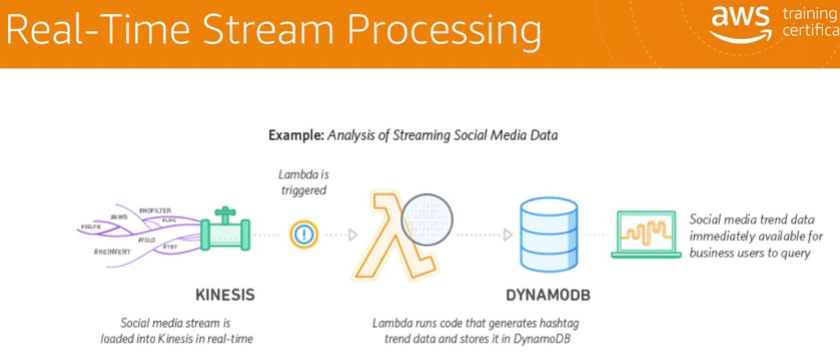 Real-Time Stream Processing
aws training
Example: Analysis of Streaming Social Media Data
Lambda is
triggered
#NOFILTER
#AWS
#SELFIE
#YOLO
#TBT
Social media trend data
immediately available for
business users to query
KINESIS
DYNAMODB
Social media stream is
loaded into Kinesis in real-time
Lambda runs code that generates hashtag
trend data and stores it in DynamoDB